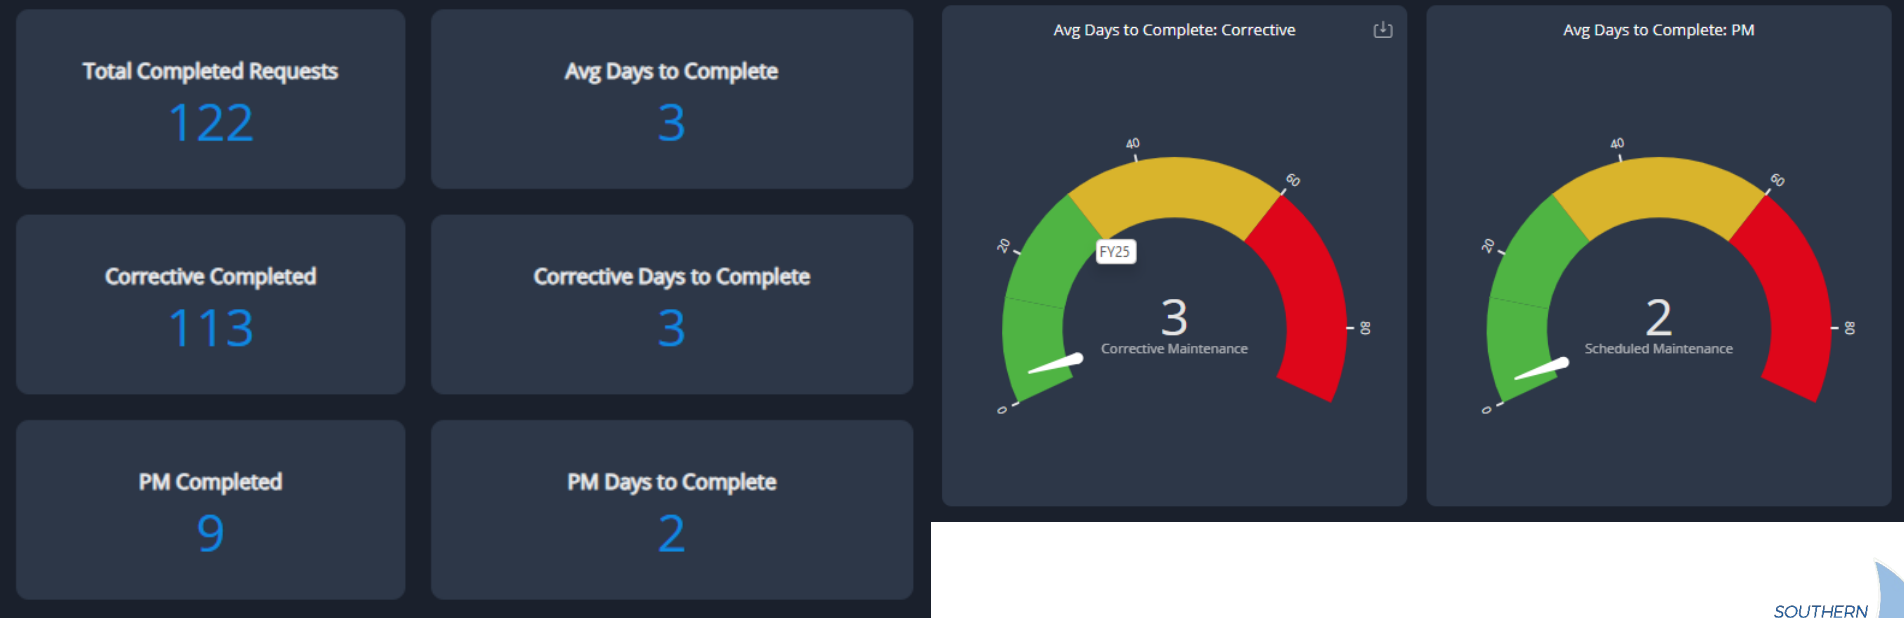 Total Completed Requests
122
Avg Days to Complete
3
Corrective Completed
113
Corrective Days to Complete
3
PM Completed
9
PM Days to Complete
2
Avg Days to Complete: Corrective
0
20
40
60
80
FY25
3
Corrective Maintenance
Avg Days to Complete: PM
0
20
40
60
80
2
Scheduled Maintenance
SOUTHERN